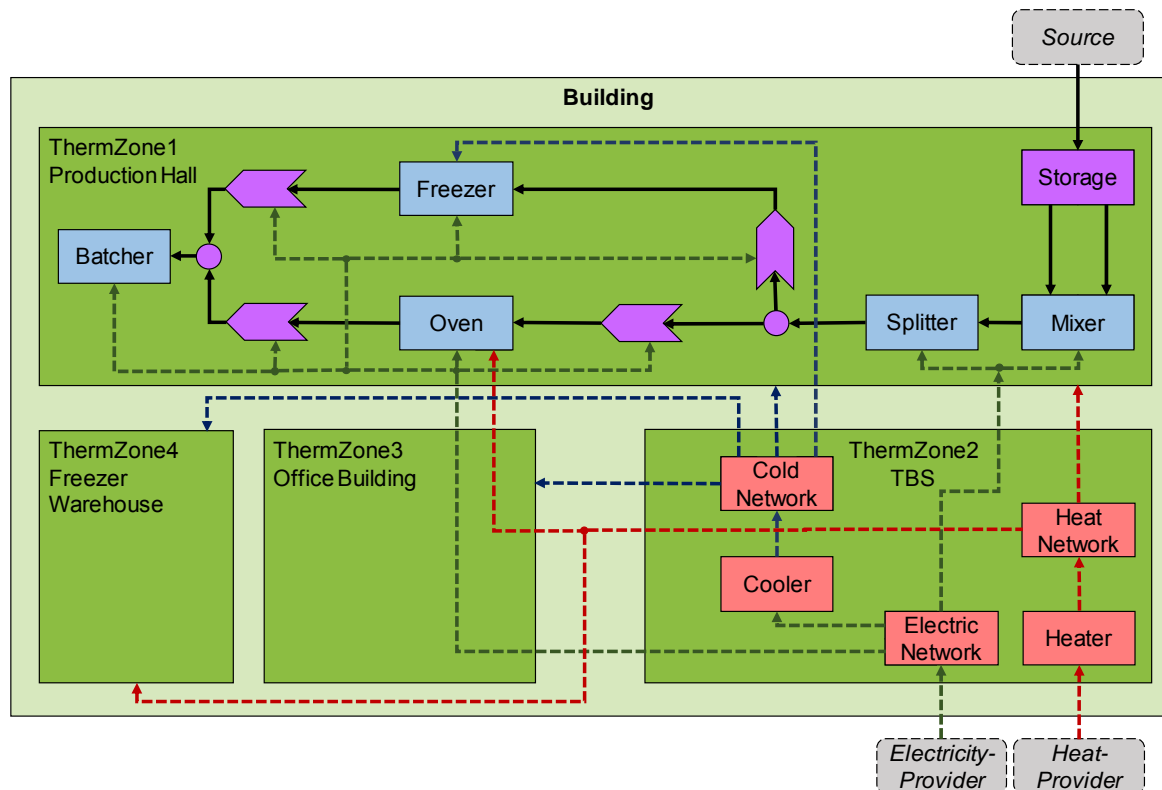 Source
Building
ThermZone1
Production Hall
Storage
Freezer
Batcher
Oven
Splitter
Mixer
ThermZone4
Freezer
Warehouse
ThermZone3
Office Building
ThermZone2
TBS
Cold
Network
Heat
Network
Cooler
Electric
Network
Heater
Electricity-
Provider
Heat-
Provider